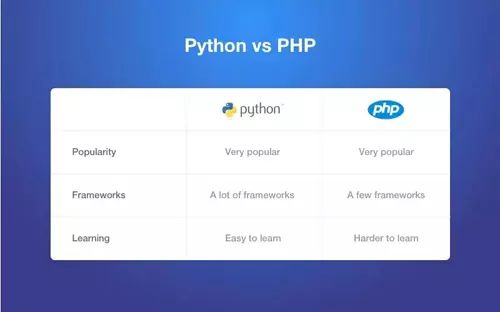 Python vs PHP
python php
Popularity Very popular Very popular
Frameworks A lot of frameworks A few frameworks
Learning Easy to learn Harder to learn